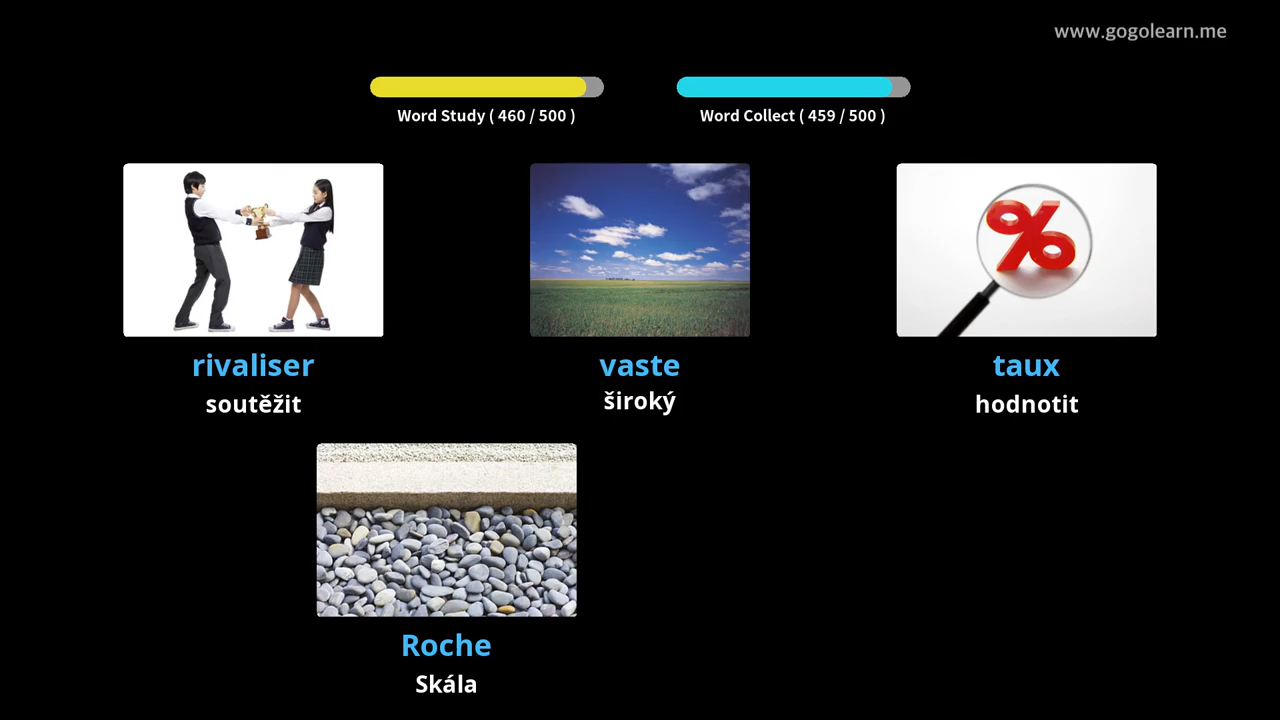 www.gogolearn.me
Word Study ( 460 / 500 )
Word Collect ( 459 / 500 )
rivaliser
soutěžit
vaste
široký
taux
hodnotit
Roche
Skála